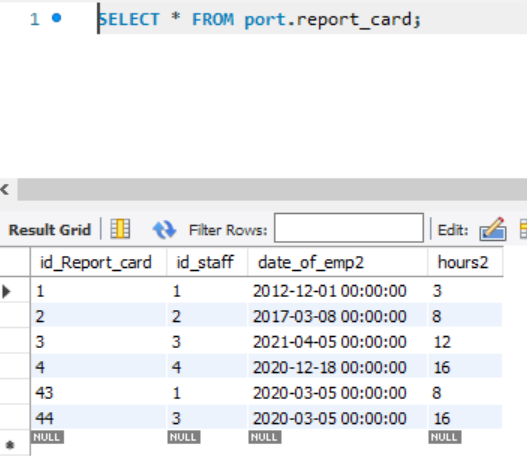 1 SELECT * FROM port.report_card;
Result Grid Filter Rows: Edit:
id_Report_card id_staff date_of_emp2 hours2
1 1 2012-12-01 00:00:00 3
2 2 2017-03-08 00:00:00 8
3 3 2021-04-05 00:00:00 12
4 4 2020-12-18 00:00:00 16
43 1 2020-03-05 00:00:00 8
44 3 2020-03-05 00:00:00 16
NULL NULL NULL NULL